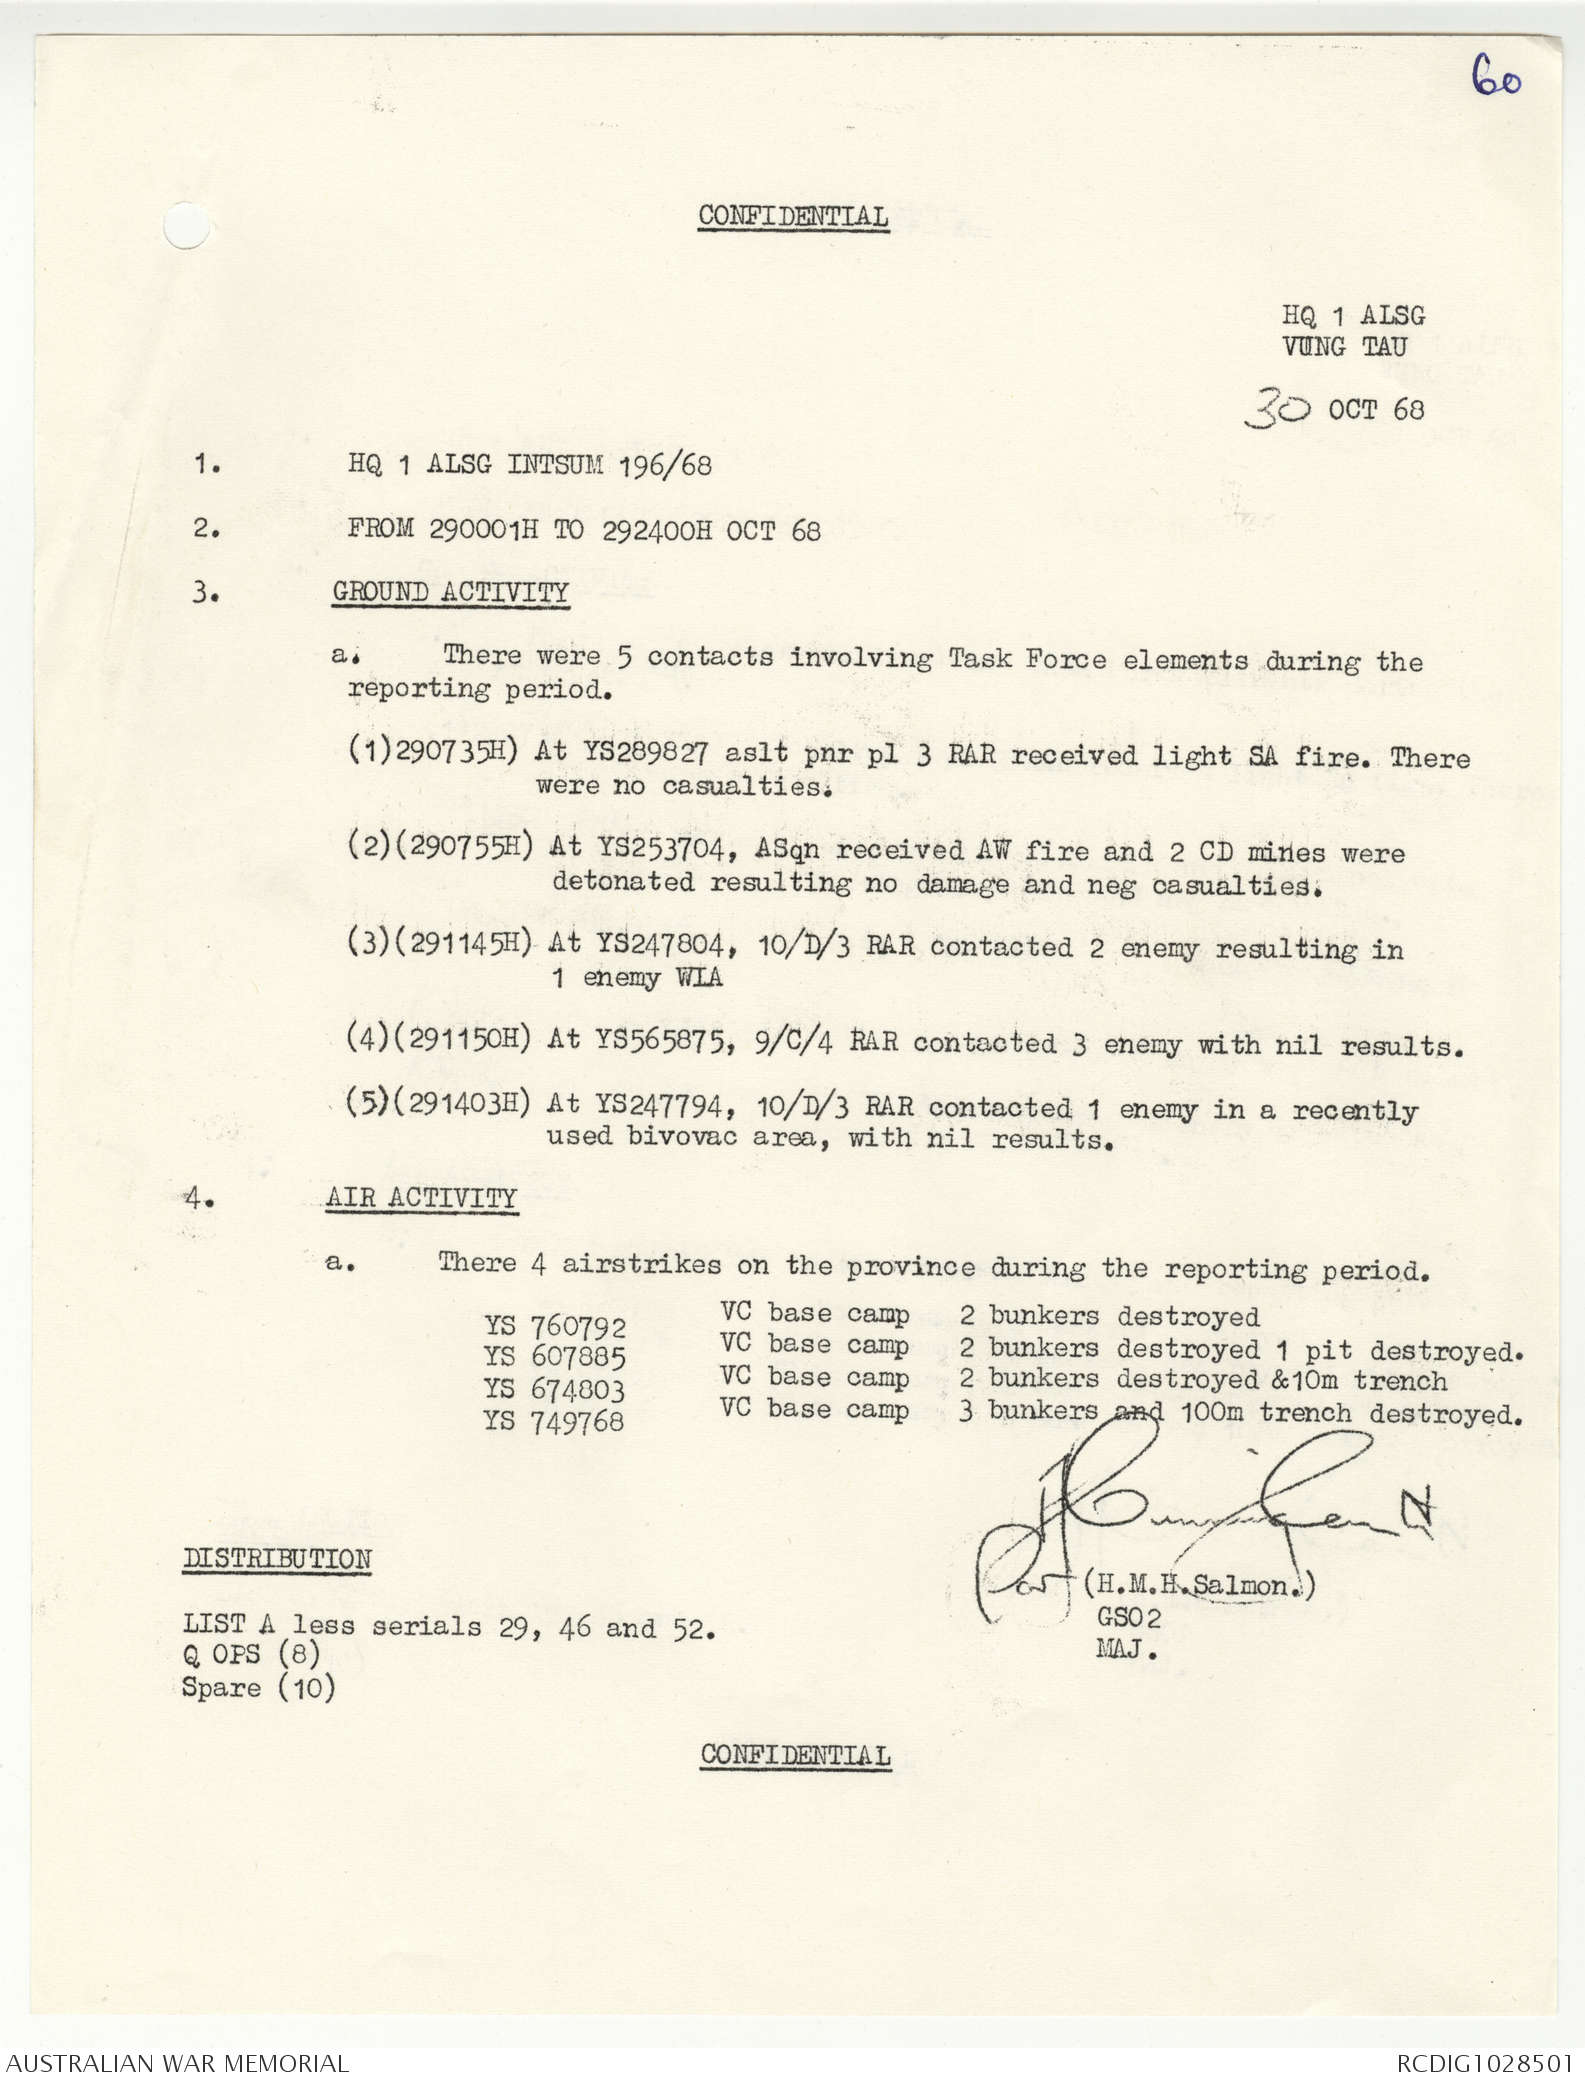 60
CONFIDENTIAL
HQ 1 ALSG
VUNG TAU
30 OCT 68
1. HQ 1 ALSG INTSUM 196/68
2. FROM 290001H TO 292400H OCT 68
3. GROUND ACTIVITY
a. There were 5 contacts involving Task Force elements during the
reporting period.
(1)290735H) At YS289827 aslt pnr pl 3 RAR received light SA fire. There
were no casualties.
(2)(290755H) At YS253704, ASqn received AW fire and 2 CD mines were
detonated resulting no damage and neg casualties.
(3)(291145H) At YS247804, 10/D/3 RAR contacted 2 enemy resulting in
1 enemy WIA
(4)(291150H) At YS565875, 9/C/4 RAR contacted 3 enemy with nil results.
(5)(291403H) At YS247794, 10/D/3 RAR contacted 1 enemy in a recently
used bivovac area, with nil results.
4. AIR ACTIVITY
a. There 4 airstrikes on the province during the reporting period.
YS 760792 VC base camp 2 bunkers destroyed
YS 607885 VC base camp 2 bunkers destroyed 1 pit destroyed.
YS 674803 VC base camp 2 bunkers destroyed &10m trench
YS 749768 VC base camp 3 bunkers and 100m trench destroyed.
for (H.M.H.Salmon.)
GSO2
MAJ.
DISTRIBUTION
LIST A less serials 29, 46 and 52.
Q OPS (8)
Spare (10)
CONFIDENTIAL
AUSTRALIAN WAR MEMORIAL
RCDIG1028501